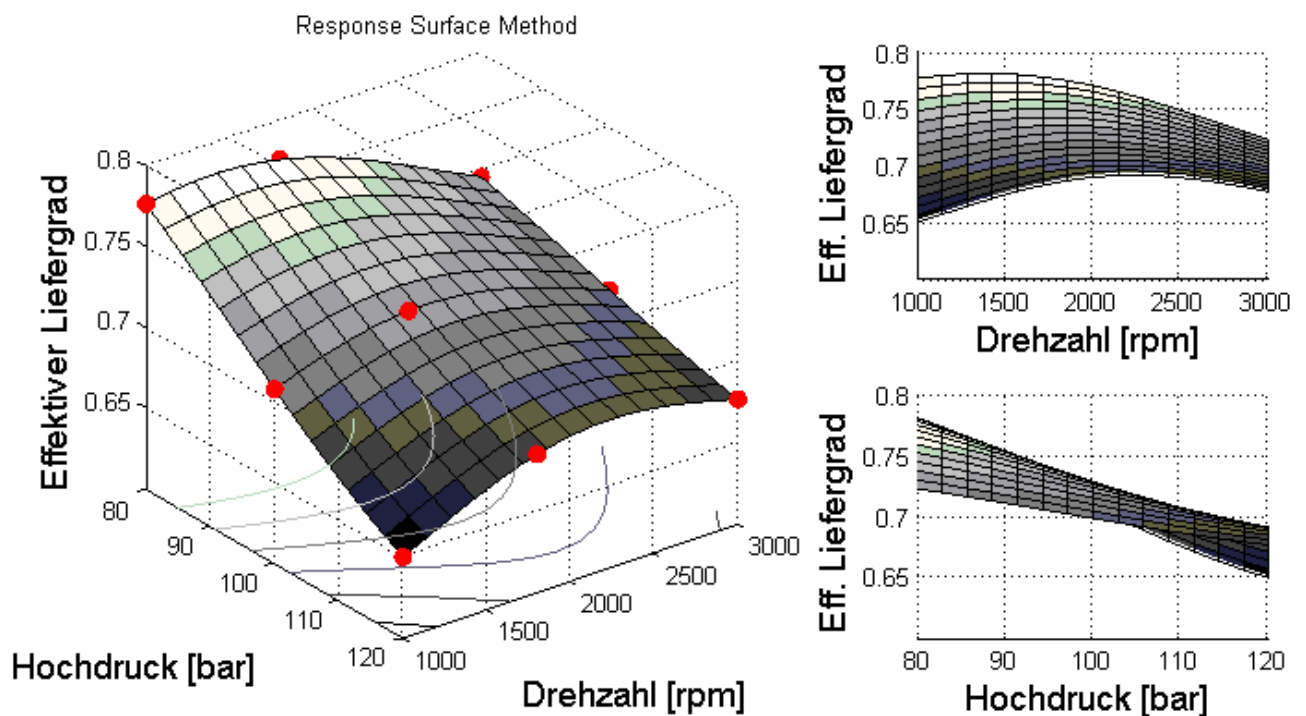 Response Surface Method
Effektiver Liefergrad
0.8
0.75
0.7
0.65
80
90
100
110
120
Hochdruck [bar]
1000
1500
2000
2500
3000
Drehzahl [rpm]
Eff. Liefergrad
0.8
0.75
0.7
0.65
1000 1500 2000 2500 3000
Drehzahl [rpm]
Eff. Liefergrad
0.8
0.75
0.7
0.65
80 90 100 110 120
Hochdruck [bar]